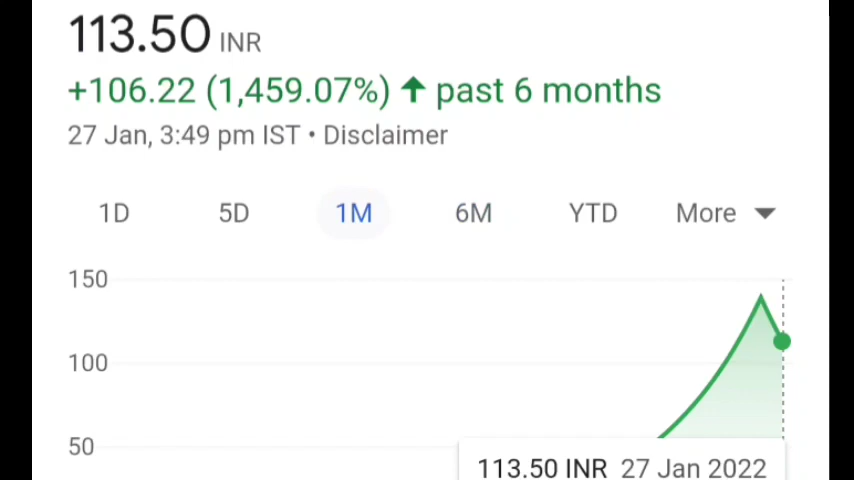 113.50 INR
+106.22 (1,459.07%) ↑ past 6 months
27 Jan, 3:49 pm IST • Disclaimer
1D 5D 1M 6M YTD More
150
100
50
113.50 INR 27 Jan 2022